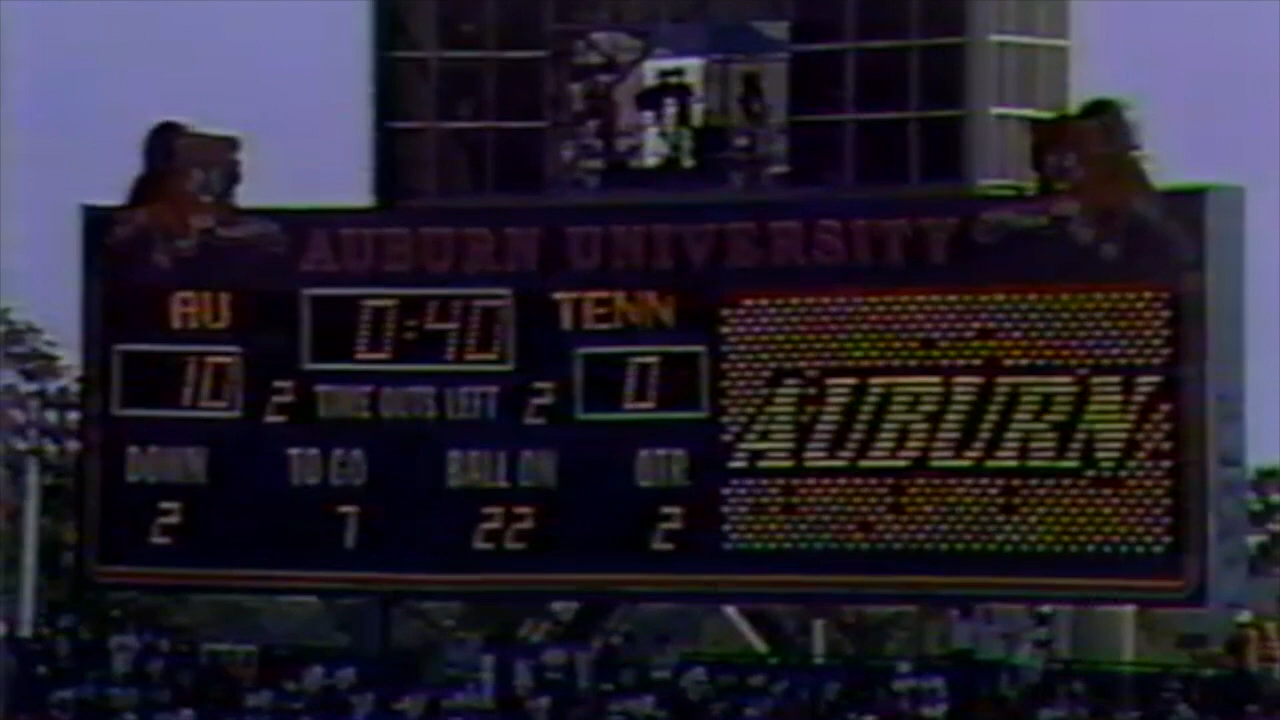 AUBURN UNIVERSITY
AU 0:40 TENN
10 2 TIME OUTS LEFT 2 0
AUBURN
DOWN TO GO BALL ON QTR
2 7 22 2